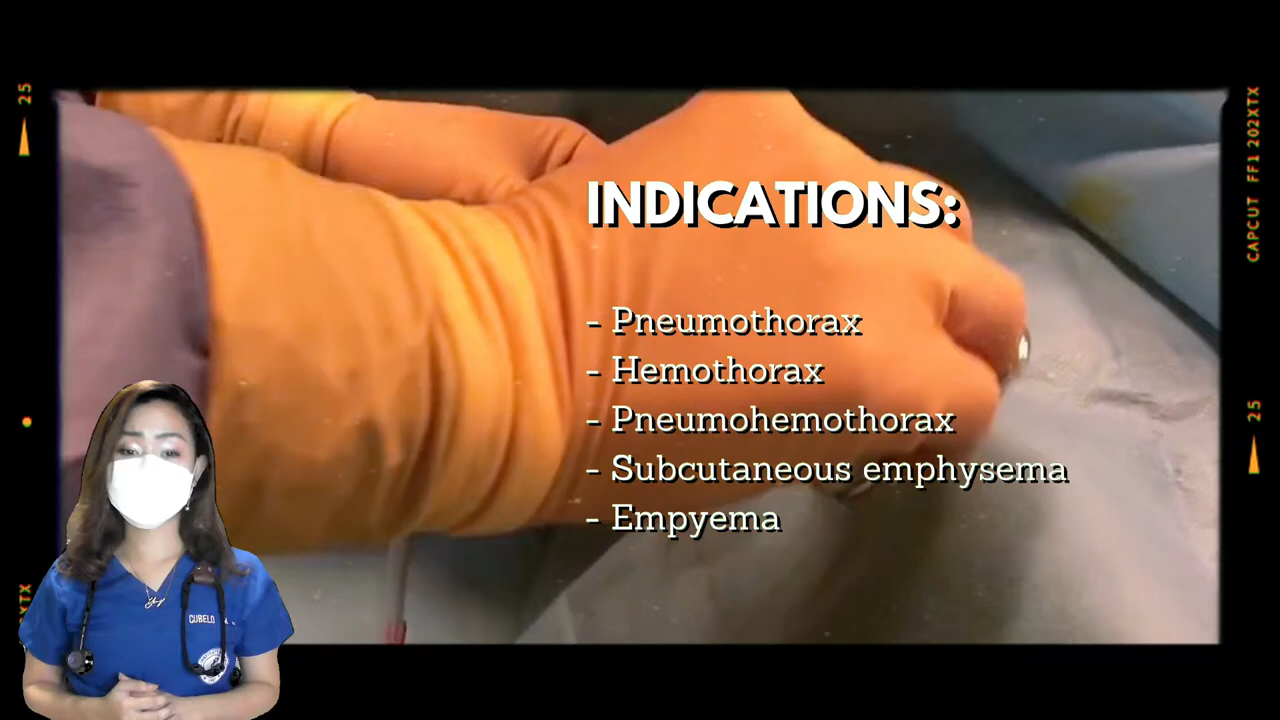 25
CAPCUT FF1 202XTX
INDICATIONS:
- Pneumothorax
- Hemothorax
- Pneumohemothorax
- Subcutaneous emphysema
- Empyema
25
CUBELO